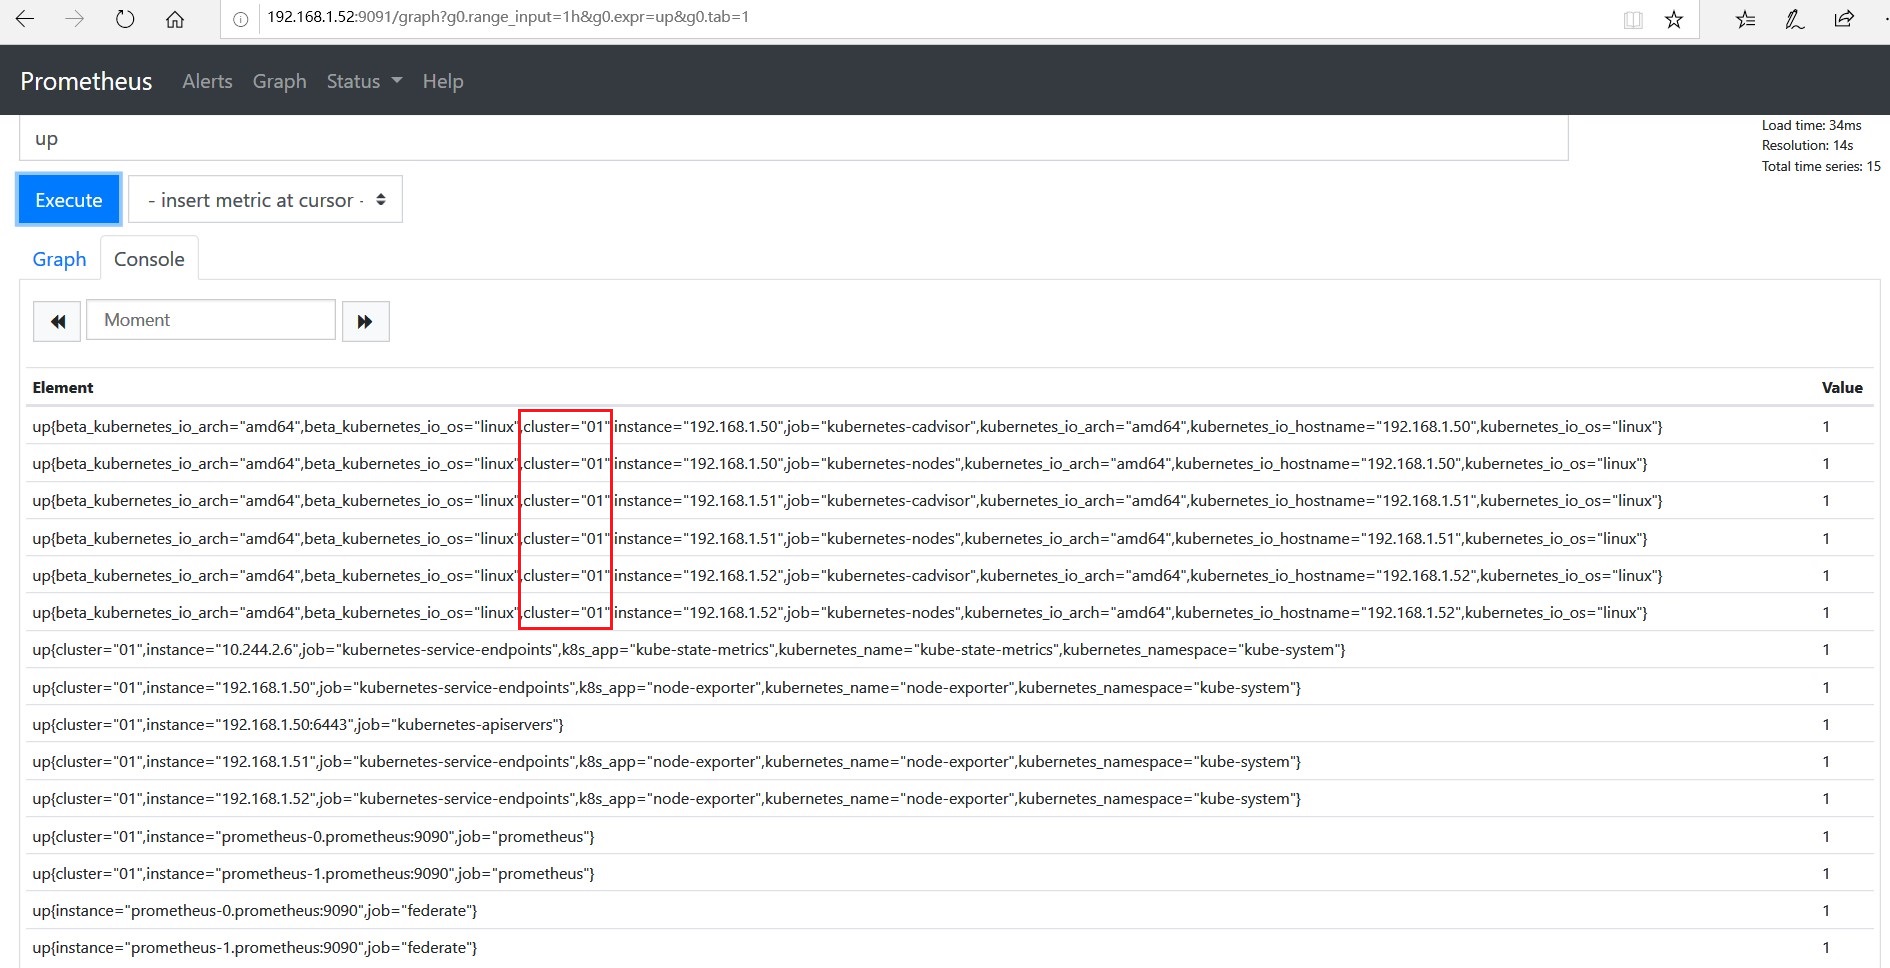 192.168.1.52:9091/graph?g0.range_input=1h&g0.expr=up&g0.tab=1
Prometheus Alerts Graph Status Help
up
Load time: 34ms
Resolution: 14s
Total time series: 15
Execute - insert metric at cursor -
Graph Console
Moment
Element Value
up{beta_kubernetes_io_arch="amd64",beta_kubernetes_io_os="linux",cluster="01",instance="192.168.1.50",job="kubernetes-cadvisor",kubernetes_io_arch="amd64",kubernetes_io_hostname="192.168.1.50",kubernetes_io_os="linux"} 1
up{beta_kubernetes_io_arch="amd64",beta_kubernetes_io_os="linux",cluster="01",instance="192.168.1.50",job="kubernetes-nodes",kubernetes_io_arch="amd64",kubernetes_io_hostname="192.168.1.50",kubernetes_io_os="linux"} 1
up{beta_kubernetes_io_arch="amd64",beta_kubernetes_io_os="linux",cluster="01",instance="192.168.1.51",job="kubernetes-cadvisor",kubernetes_io_arch="amd64",kubernetes_io_hostname="192.168.1.51",kubernetes_io_os="linux"} 1
up{beta_kubernetes_io_arch="amd64",beta_kubernetes_io_os="linux",cluster="01",instance="192.168.1.51",job="kubernetes-nodes",kubernetes_io_arch="amd64",kubernetes_io_hostname="192.168.1.51",kubernetes_io_os="linux"} 1
up{beta_kubernetes_io_arch="amd64",beta_kubernetes_io_os="linux",cluster="01",instance="192.168.1.52",job="kubernetes-cadvisor",kubernetes_io_arch="amd64",kubernetes_io_hostname="192.168.1.52",kubernetes_io_os="linux"} 1
up{beta_kubernetes_io_arch="amd64",beta_kubernetes_io_os="linux",cluster="01",instance="192.168.1.52",job="kubernetes-nodes",kubernetes_io_arch="amd64",kubernetes_io_hostname="192.168.1.52",kubernetes_io_os="linux"} 1
up{cluster="01",instance="10.244.2.6",job="kubernetes-service-endpoints",k8s_app="kube-state-metrics",kubernetes_name="kube-state-metrics",kubernetes_namespace="kube-system"} 1
up{cluster="01",instance="192.168.1.50",job="kubernetes-service-endpoints",k8s_app="node-exporter",kubernetes_name="node-exporter",kubernetes_namespace="kube-system"} 1
up{cluster="01",instance="192.168.1.50:6443",job="kubernetes-apiservers"} 1
up{cluster="01",instance="192.168.1.51",job="kubernetes-service-endpoints",k8s_app="node-exporter",kubernetes_name="node-exporter",kubernetes_namespace="kube-system"} 1
up{cluster="01",instance="192.168.1.52",job="kubernetes-service-endpoints",k8s_app="node-exporter",kubernetes_name="node-exporter",kubernetes_namespace="kube-system"} 1
up{cluster="01",instance="prometheus-0.prometheus:9090",job="prometheus"} 1
up{cluster="01",instance="prometheus-1.prometheus:9090",job="prometheus"} 1
up{instance="prometheus-0.prometheus:9090",job="federate"} 1
up{instance="prometheus-1.prometheus:9090",job="federate"} 1